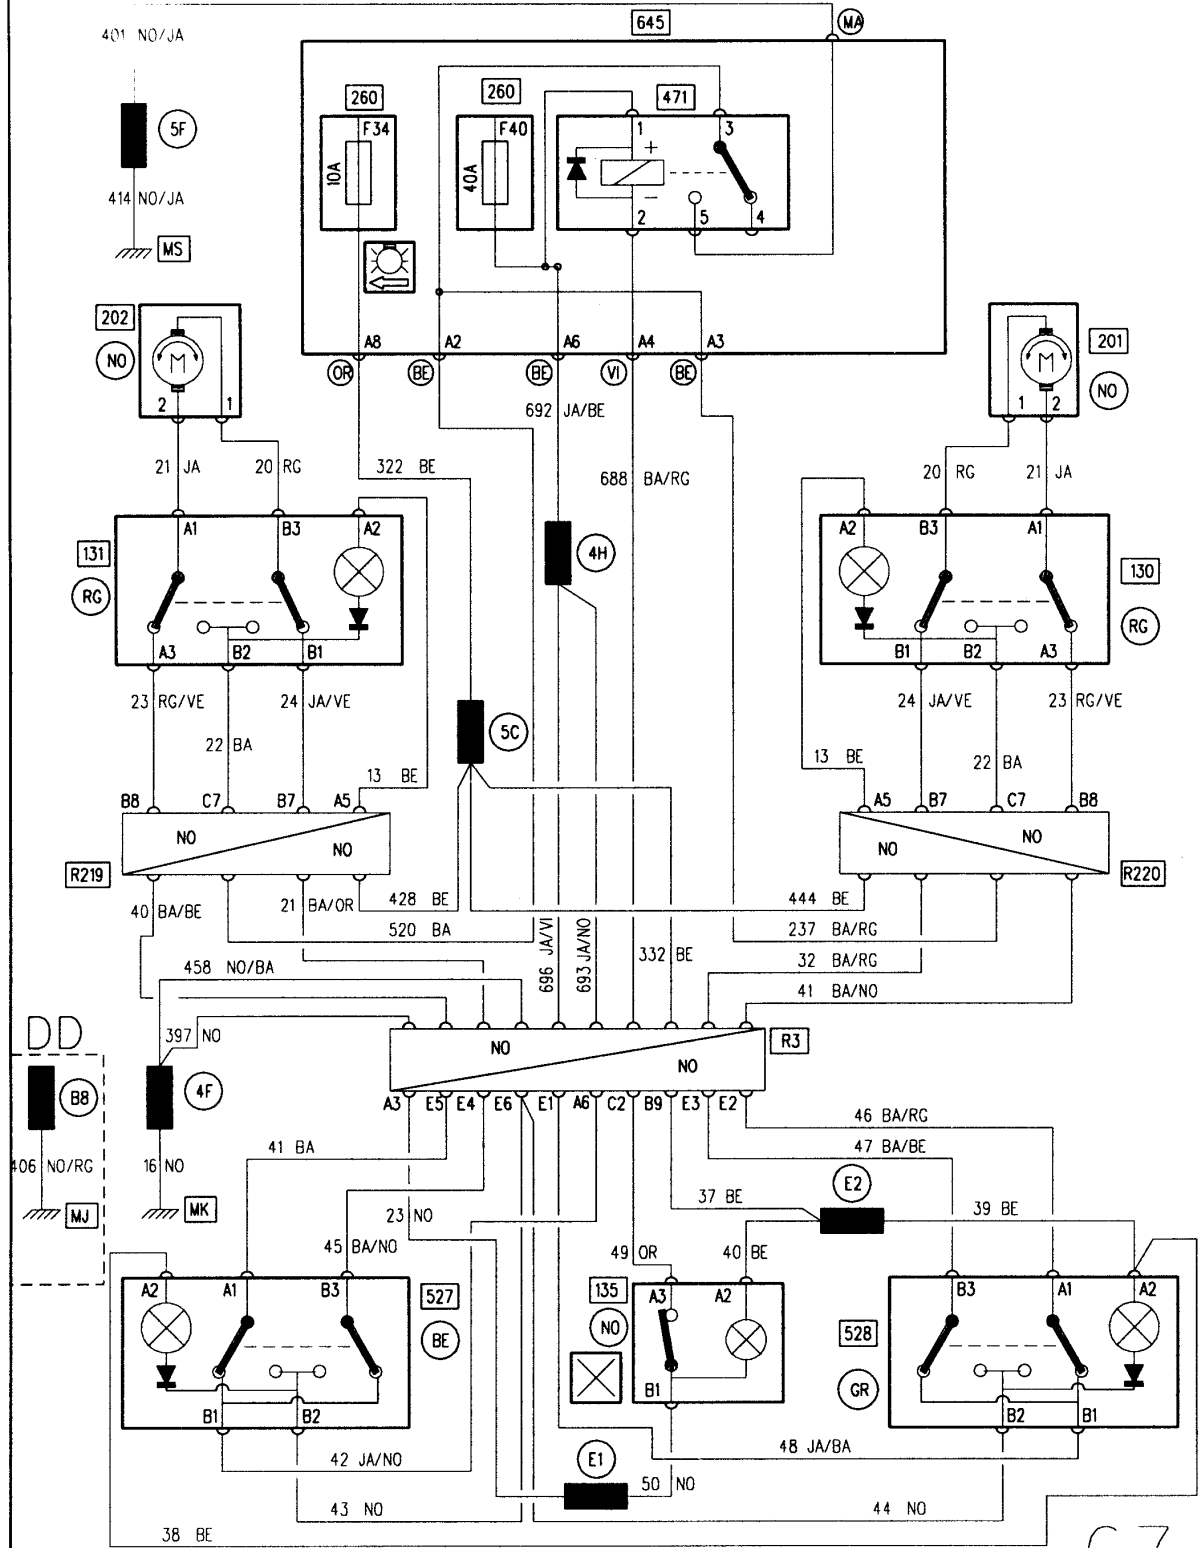 401 NO/JA
645
MA
260
260
471
F34
F40
1
3
5F
10A
40A
+
−
414 NO/JA
2
5
4
MS
202
NO
M
2
1
A8
A2
A6
A4
A3
OR
BE
BE
VI
BE
201
NO
M
1
2
692 JA/BE
21 JA
20 RG
322 BE
688 BA/RG
20 RG
21 JA
A1
B3
A2
A2
B3
A1
131
RG
4H
130
RG
A3
B2
B1
B1
B2
A3
23 RG/VE
24 JA/VE
24 JA/VE
23 RG/VE
5C
22 BA
13 BE
13 BE
22 BA
B8
C7
B7
A5
A5
B7
C7
B8
NO
NO
NO
NO
R219
R220
40 BA/BE
21 BA/OR
428 BE
444 BE
520 BA
237 BA/RG
696 JA/VI
693 JA/NO
332 BE
458 NO/BA
32 BA/RG
41 BA/NO
DD
397 NO
NO
NO
R3
B8
4F
A3
E5
E4
E6
E1
A6
C2
B9
E3
E2
46 BA/RG
41 BA
47 BA/BE
406 NO/RG
16 NO
E2
MJ
MK
23 NO
37 BE
39 BE
45 BA/NO
49 OR
40 BE
A2
A1
B3
527
BE
135
NO
A3
A2
B1
B3
A1
A2
528
GR
B1
B2
B2
B1
42 JA/NO
E1
48 JA/BA
50 NO
43 NO
44 NO
38 BE